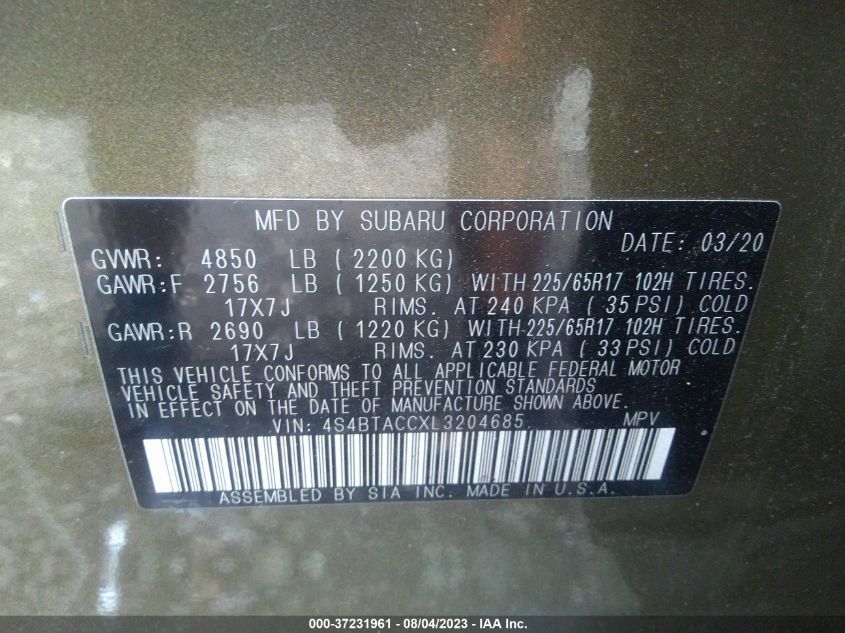 MFD BY SUBARU CORPORATION
DATE: 03/20
GVWR: 4850 LB (2200 KG)
GAWR:F 2756 LB (1250 KG) WITH 225/65R17 102H TIRES.
17X7J RIMS. AT 240 KPA (35 PSI) COLD
GAWR:R 2690 LB (1220 KG) WITH 225/65R17 102H TIRES.
17X7J RIMS. AT 230 KPA (33 PSI) COLD
THIS VEHICLE CONFORMS TO ALL APPLICABLE FEDERAL MOTOR
VEHICLE SAFETY AND THEFT PREVENTION STANDARDS
IN EFFECT ON THE DATE OF MANUFACTURE SHOWN ABOVE.
VIN: 4S4BTACCXL3204685 MPV
ASSEMBLED BY SIA INC. MADE IN U.S.A.
000-37231961 - 08/04/2023 - IAA Inc.